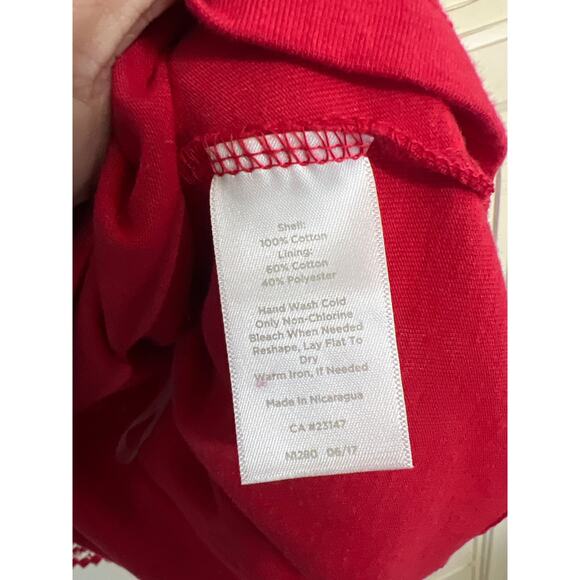 Shell:
100% Cotton
Lining:
60% Cotton
40% Polyester
Hand Wash Cold
Only Non-Chlorine
Bleach When Needed
Reshape, Lay Flat To
Dry
Warm Iron, If Needed
Made In Nicaragua
CA #23147
N1280 06/17